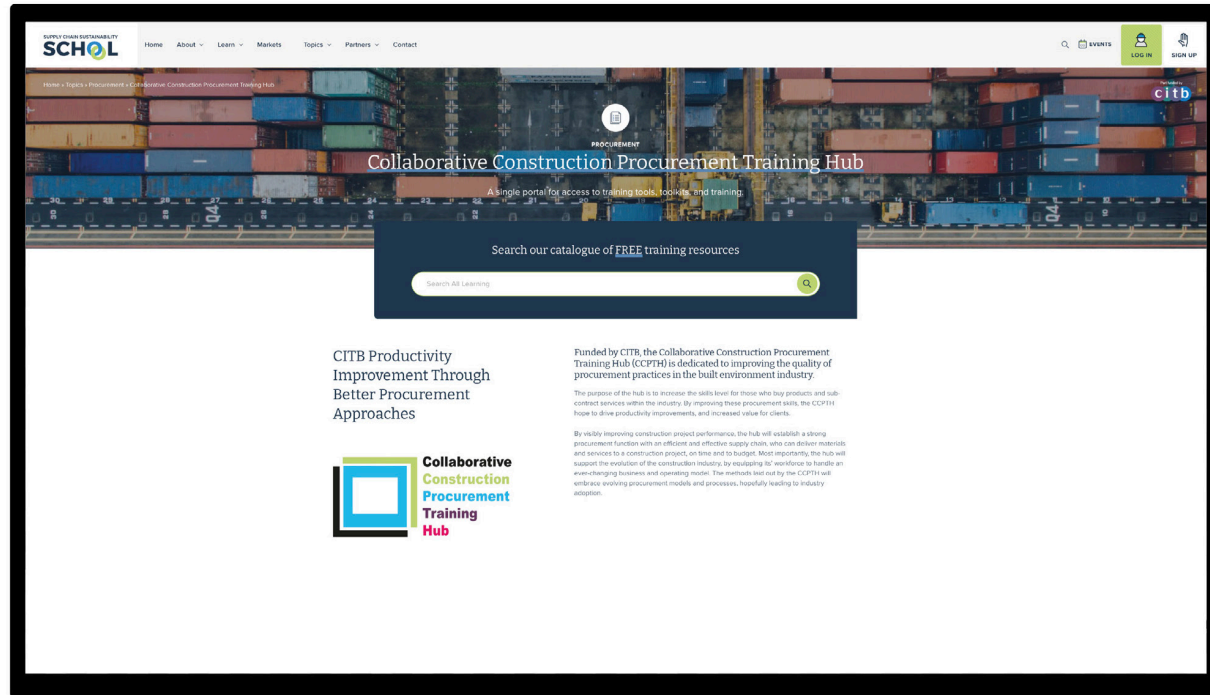 SUPPLY CHAIN SUSTAINABILITY
SCHOOL
Home About Learn Markets Topics Partners Contact
EVENTS
LOG IN
SIGN UP
Home » Topics » Procurement » Collaborative Construction Procurement Training Hub
citb
PROCUREMENT
Collaborative Construction Procurement Training Hub
A single portal for access to training tools, toolkits, and training.
Search our catalogue of FREE training resources
Search All Learning
CITB Productivity
Improvement Through
Better Procurement
Approaches
Collaborative
Construction
Procurement
Training
Hub
Funded by CITB, the Collaborative Construction Procurement
Training Hub (CCPTH) is dedicated to improving the quality of
procurement practices in the built environment industry.
The purpose of the hub is to increase the skills level for those who buy products and sub-
contract services within the industry. By improving these procurement skills, the CCPTH
hope to drive productivity improvements, and increased value for clients.
By visibly improving construction project performance, the hub will establish a strong
procurement function with an efficient and effective supply chain, who can deliver materials
and services to a construction project, on time and to budget. Most importantly, the hub will
support the evolution of the construction industry, by equipping its' workforce to handle an
ever-changing business and operating model. The methods laid out by the CCPTH will
embrace evolving procurement models and processes, hopefully leading to industry
adoption.